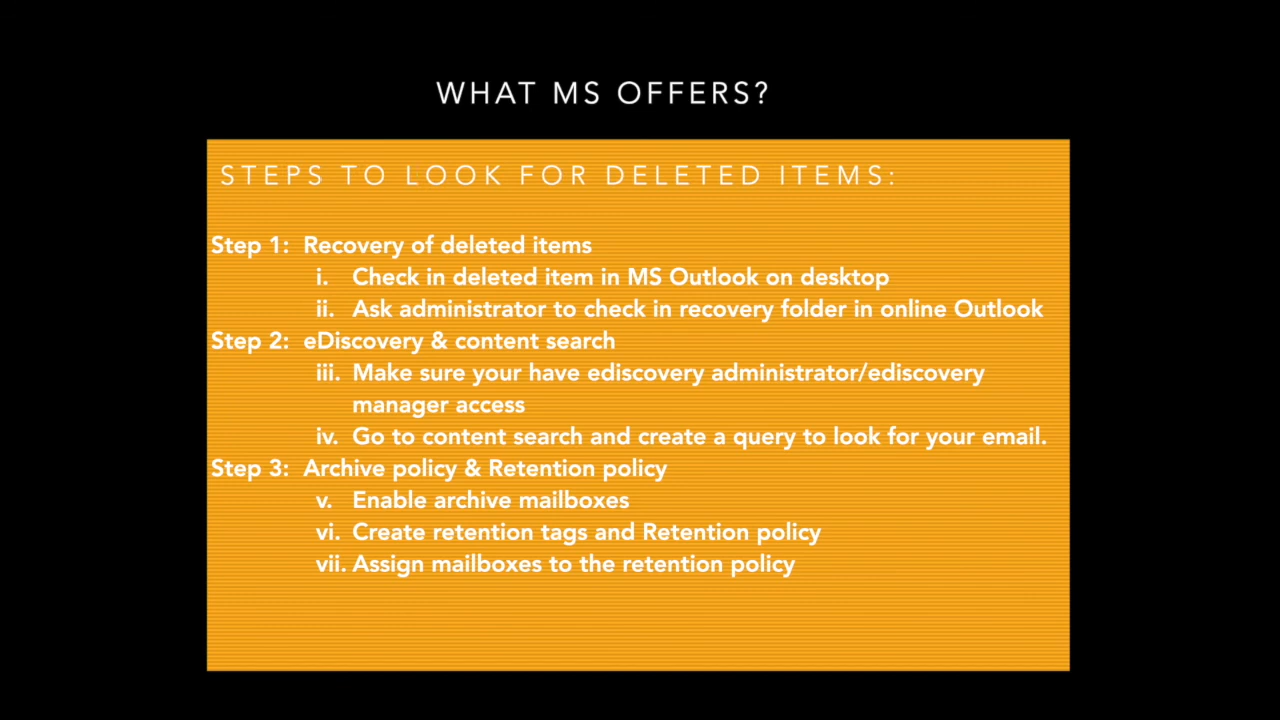 WHAT MS OFFERS?
STEPS TO LOOK FOR DELETED ITEMS:
Step 1: Recovery of deleted items
i. Check in deleted item in MS Outlook on desktop
ii. Ask administrator to check in recovery folder in online Outlook
Step 2: eDiscovery & content search
iii. Make sure your have ediscovery administrator/ediscovery
manager access
iv. Go to content search and create a query to look for your email.
Step 3: Archive policy & Retention policy
v. Enable archive mailboxes
vi. Create retention tags and Retention policy
vii. Assign mailboxes to the retention policy